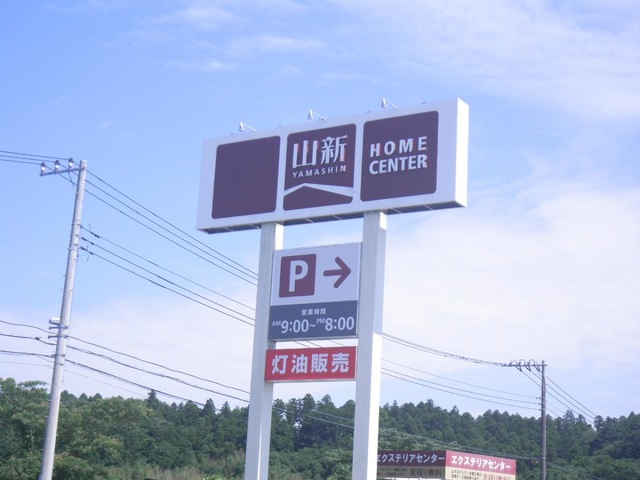 山新
YAMASHIN
HOME
CENTER
P →
営業時間
AM9:00~PM8:00
灯油販売
エクステリアセンター
エクステリアセンター